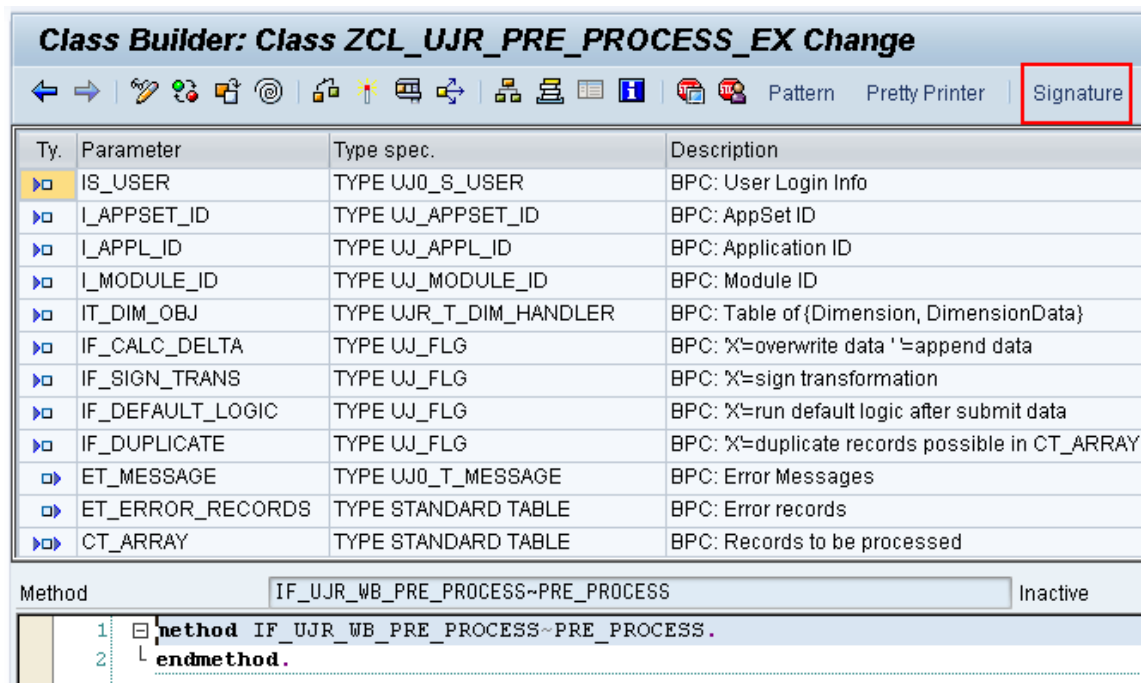 Class Builder: Class ZCL_UJR_PRE_PROCESS_EX Change
Pattern Pretty Printer Signature
Ty. Parameter Type spec. Description
IS_USER TYPE UJ0_S_USER BPC: User Login Info
I_APPSET_ID TYPE UJ_APPSET_ID BPC: AppSet ID
I_APPL_ID TYPE UJ_APPL_ID BPC: Application ID
I_MODULE_ID TYPE UJ_MODULE_ID BPC: Module ID
IT_DIM_OBJ TYPE UJR_T_DIM_HANDLER BPC: Table of {Dimension, DimensionData}
IF_CALC_DELTA TYPE UJ_FLG BPC: 'X'=overwrite data ' '=append data
IF_SIGN_TRANS TYPE UJ_FLG BPC: 'X'=sign transformation
IF_DEFAULT_LOGIC TYPE UJ_FLG BPC: 'X'=run default logic after submit data
IF_DUPLICATE TYPE UJ_FLG BPC: 'X'=duplicate records possible in CT_ARRAY
ET_MESSAGE TYPE UJ0_T_MESSAGE BPC: Error Messages
ET_ERROR_RECORDS TYPE STANDARD TABLE BPC: Error records
CT_ARRAY TYPE STANDARD TABLE BPC: Records to be processed
Method IF_UJR_WB_PRE_PROCESS~PRE_PROCESS Inactive
1 method IF_UJR_WB_PRE_PROCESS~PRE_PROCESS.
2 endmethod.